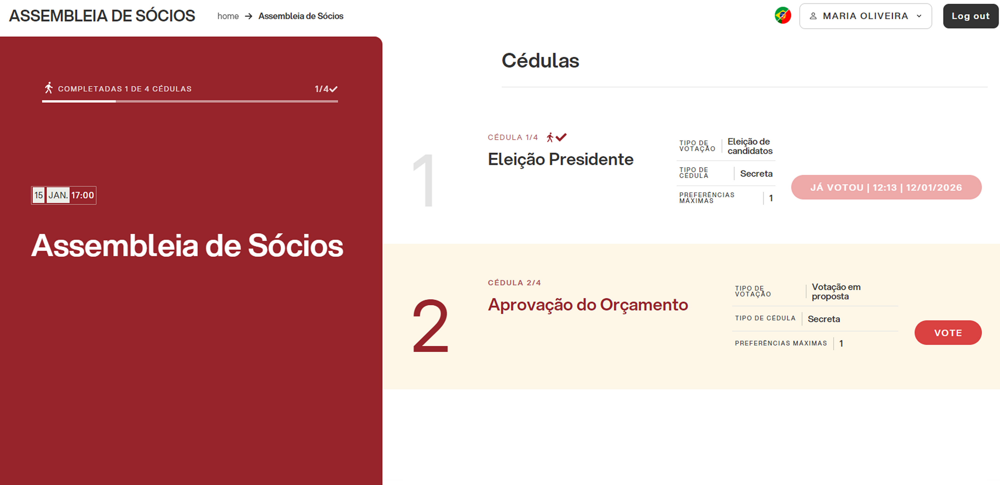 ASSEMBLEIA DE SÓCIOS
home → Assembleia de Sócios
MARIA OLIVEIRA
Log out
COMPLETADAS 1 DE 4 CÉDULAS
1/4
15 JAN. 17:00
Assembleia de Sócios
Cédulas
1
CÉDULA 1/4
Eleição Presidente
TIPO DE
VOTAÇÃO
Eleição de
candidatos
TIPO DE
CÉDULA
Secreta
PREFERÊNCIAS
MÁXIMAS
1
JÁ VOTOU | 12:13 | 12/01/2026
2
CÉDULA 2/4
Aprovação do Orçamento
TIPO DE
VOTAÇÃO
Votação em
proposta
TIPO DE CÉDULA
Secreta
PREFERÊNCIAS MÁXIMAS
1
VOTE